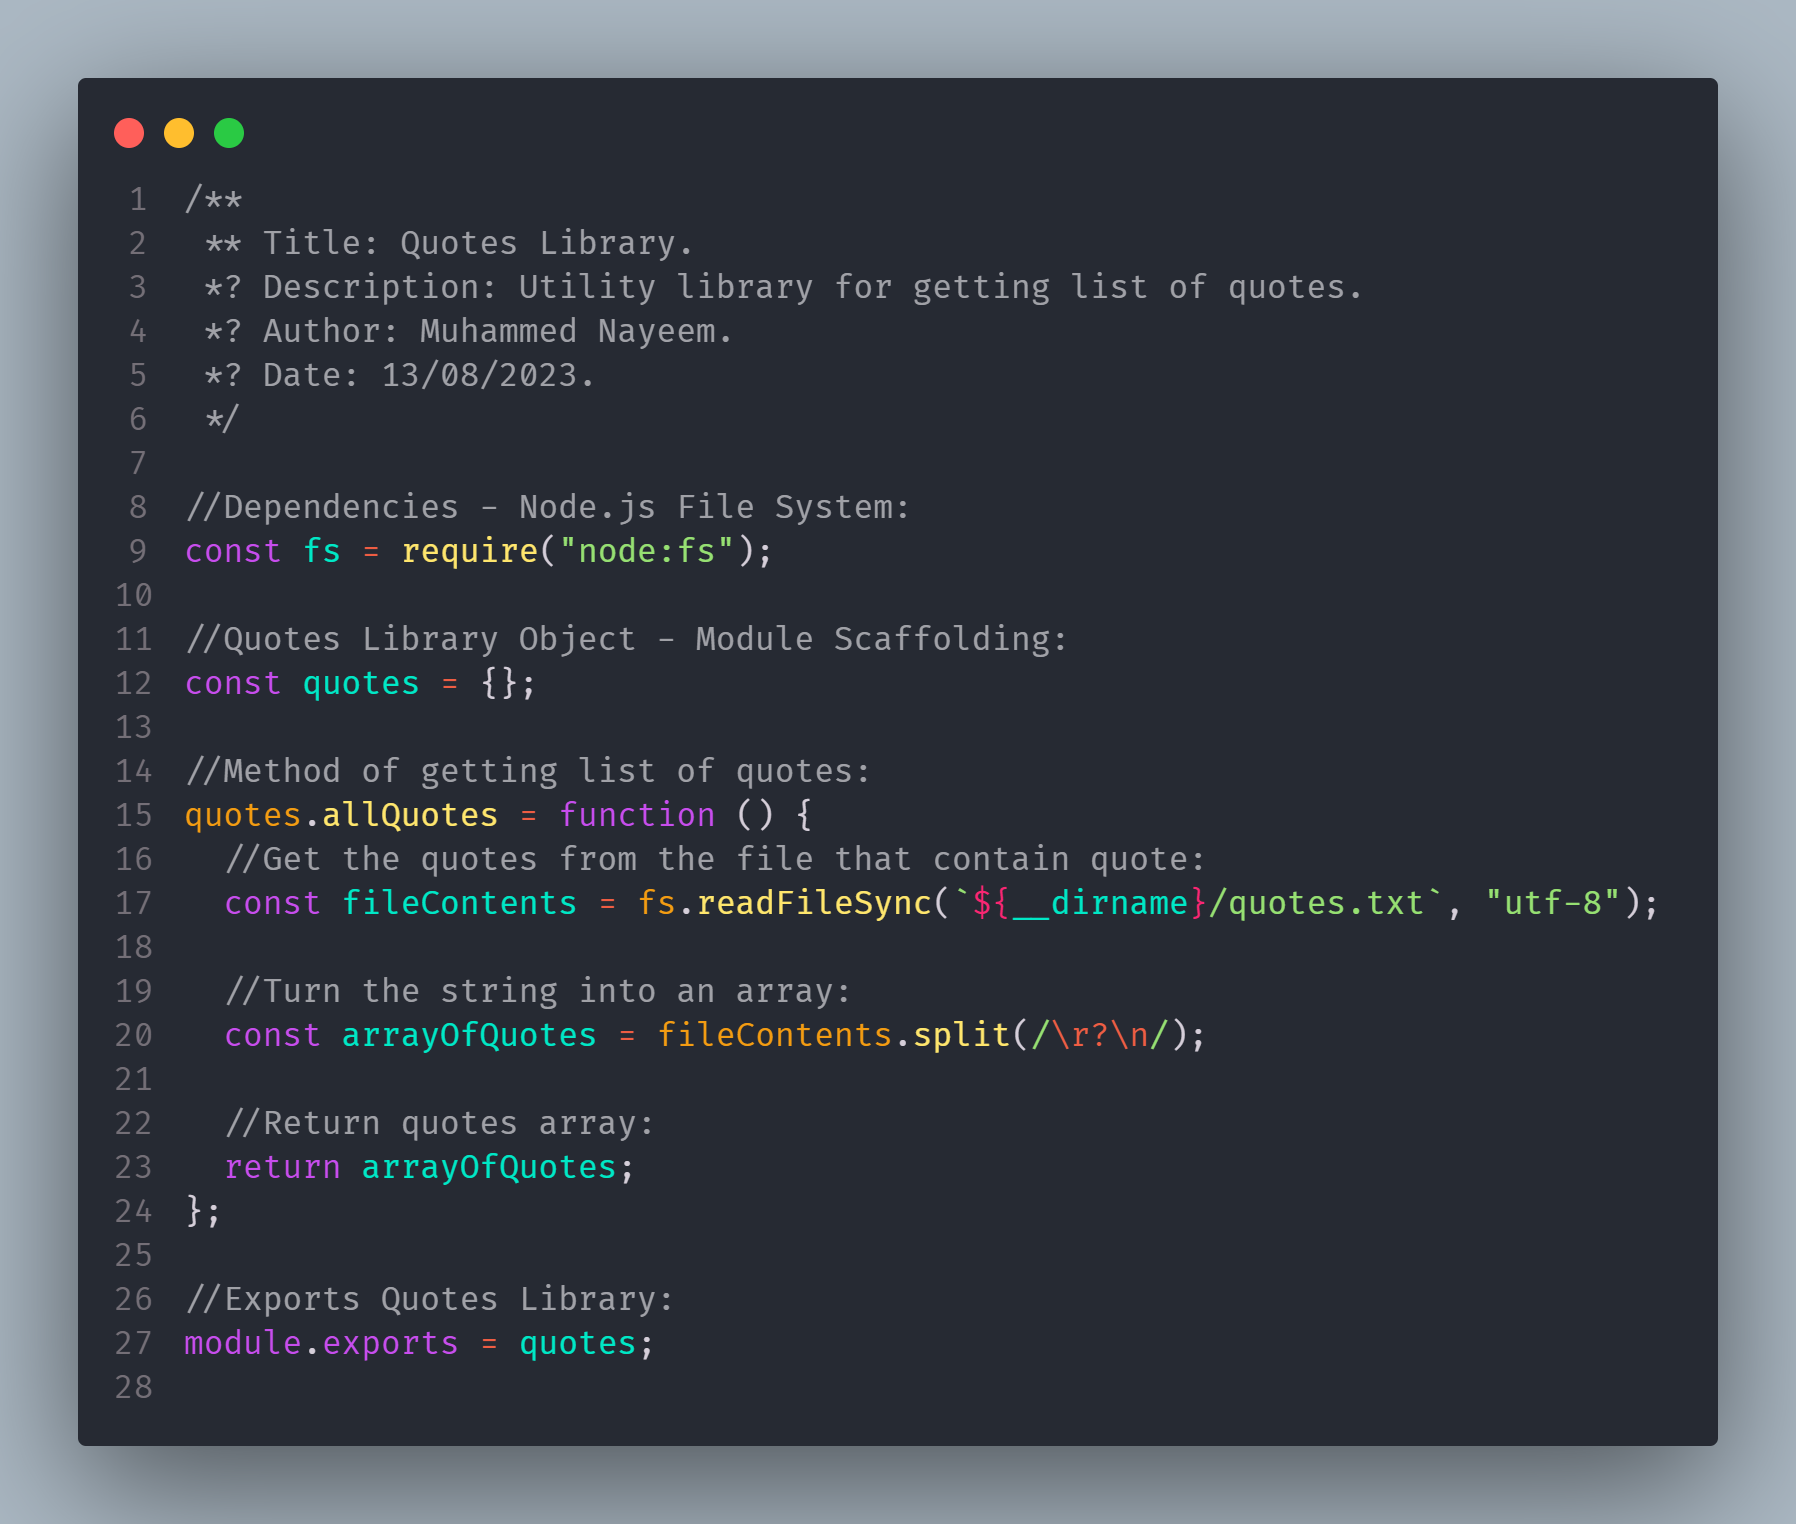 1 /**
2  ** Title: Quotes Library.
3  *? Description: Utility library for getting list of quotes.
4  *? Author: Muhammed Nayeem.
5  *? Date: 13/08/2023.
6  */
7
8 //Dependencies - Node.js File System:
9 const fs = require("node:fs");
10
11 //Quotes Library Object - Module Scaffolding:
12 const quotes = {};
13
14 //Method of getting list of quotes:
15 quotes.allQuotes = function () {
16   //Get the quotes from the file that contain quote:
17   const fileContents = fs.readFileSync(`${__dirname}/quotes.txt`, "utf-8");
18
19   //Turn the string into an array:
20   const arrayOfQuotes = fileContents.split(/\r?\n/);
21
22   //Return quotes array:
23   return arrayOfQuotes;
24 };
25
26 //Exports Quotes Library:
27 module.exports = quotes;
28